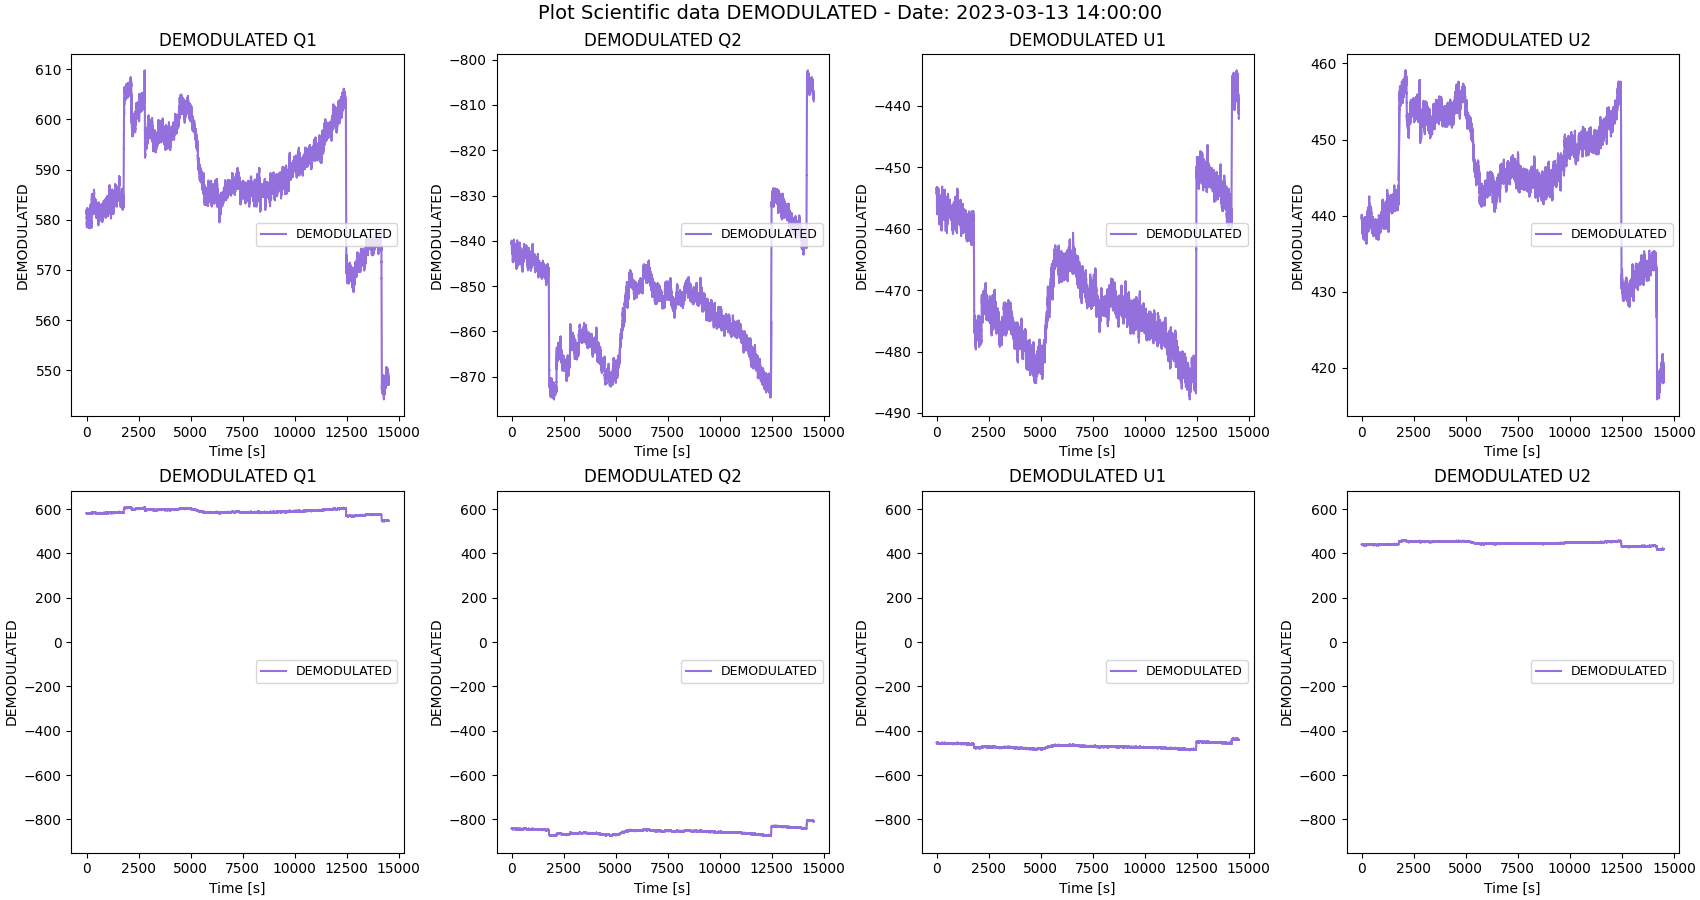 Plot Scientific data DEMODULATED - Date: 2023-03-13 14:00:00
DEMODULATED Q1
DEMODULATED
610
600
590
580
570
560
550
DEMODULATED
0 2500 5000 7500 10000 12500 15000
Time [s]
DEMODULATED Q2
DEMODULATED
−800
−810
−820
−830
−840
−850
−860
−870
DEMODULATED
0 2500 5000 7500 10000 12500 15000
Time [s]
DEMODULATED U1
DEMODULATED
−440
−450
−460
−470
−480
−490
DEMODULATED
0 2500 5000 7500 10000 12500 15000
Time [s]
DEMODULATED U2
DEMODULATED
460
450
440
430
420
DEMODULATED
0 2500 5000 7500 10000 12500 15000
Time [s]
DEMODULATED Q1
DEMODULATED
600
400
200
0
−200
−400
−600
−800
DEMODULATED
0 2500 5000 7500 10000 12500 15000
Time [s]
DEMODULATED Q2
DEMODULATED
600
400
200
0
−200
−400
−600
−800
DEMODULATED
0 2500 5000 7500 10000 12500 15000
Time [s]
DEMODULATED U1
DEMODULATED
600
400
200
0
−200
−400
−600
−800
DEMODULATED
0 2500 5000 7500 10000 12500 15000
Time [s]
DEMODULATED U2
DEMODULATED
600
400
200
0
−200
−400
−600
−800
DEMODULATED
0 2500 5000 7500 10000 12500 15000
Time [s]